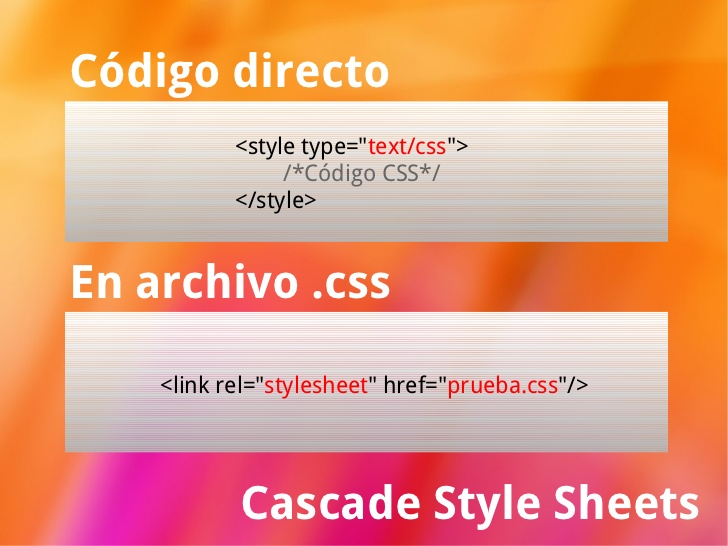 Código directo
<style type="text/css">
/*Código CSS*/
</style>
En archivo .css
<link rel="stylesheet" href="prueba.css"/>
Cascade Style Sheets